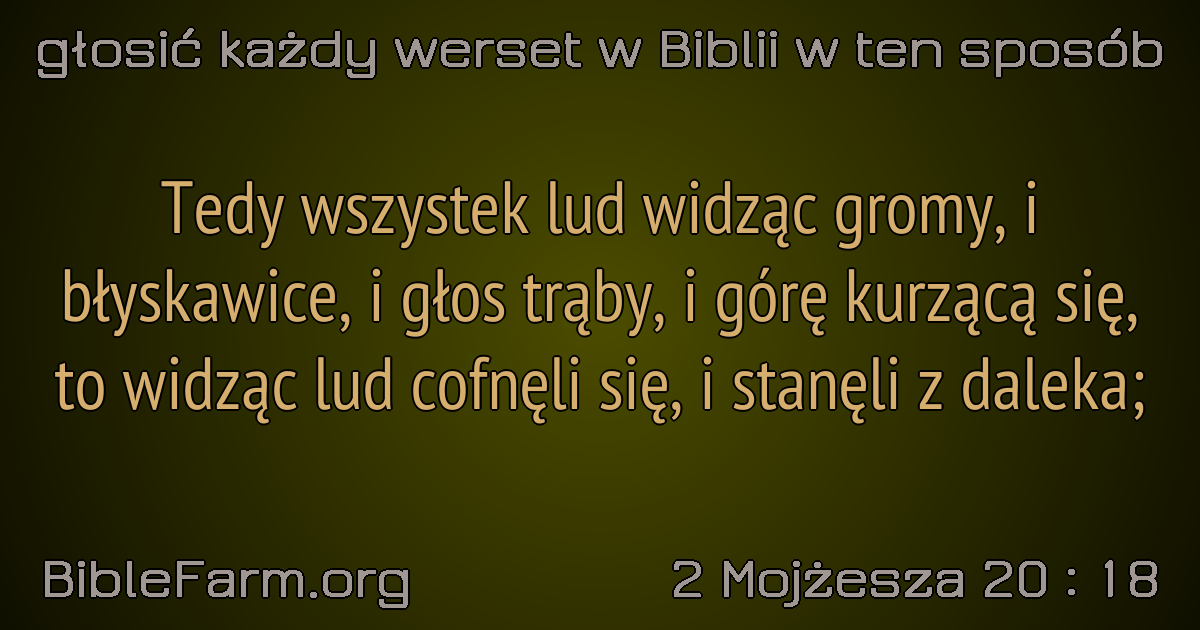 głosić każdy werset w Biblii w ten sposób
Tedy wszystek lud widząc gromy, i
błyskawice, i głos trąby, i górę kurzącą się,
to widząc lud cofnęli się, i stanęli z daleka;
BibleFarm.org
2 Mojżesza 20 : 18